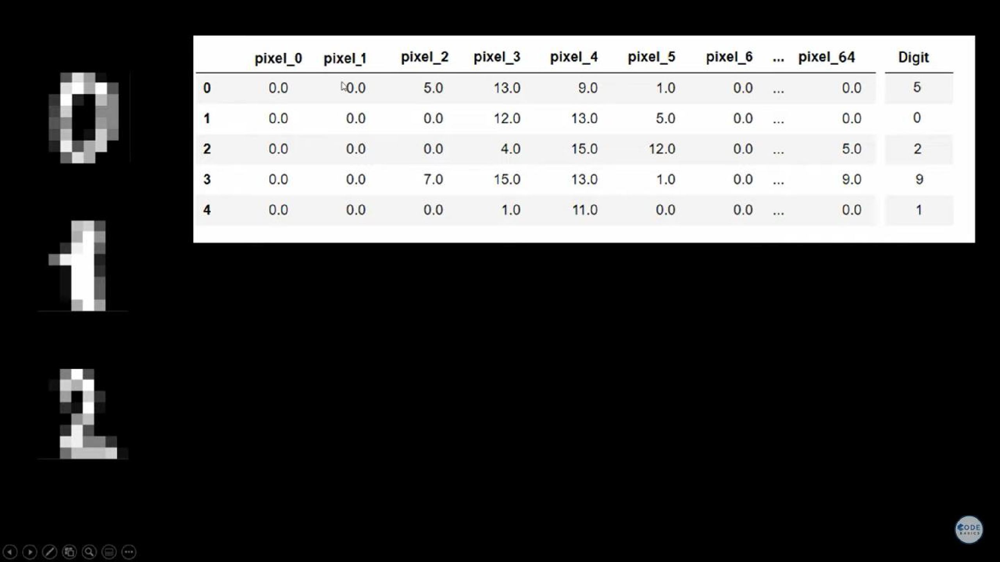 pixel_0 pixel_1 pixel_2 pixel_3 pixel_4 pixel_5 pixel_6 ... pixel_64 Digit
0 0.0 0.0 5.0 13.0 9.0 1.0 0.0 ... 0.0 5
1 0.0 0.0 0.0 12.0 13.0 5.0 0.0 ... 0.0 0
2 0.0 0.0 0.0 4.0 15.0 12.0 0.0 ... 5.0 2
3 0.0 0.0 7.0 15.0 13.0 1.0 0.0 ... 9.0 9
4 0.0 0.0 0.0 1.0 11.0 0.0 0.0 ... 0.0 1
0
1
2
CODE
BASICS